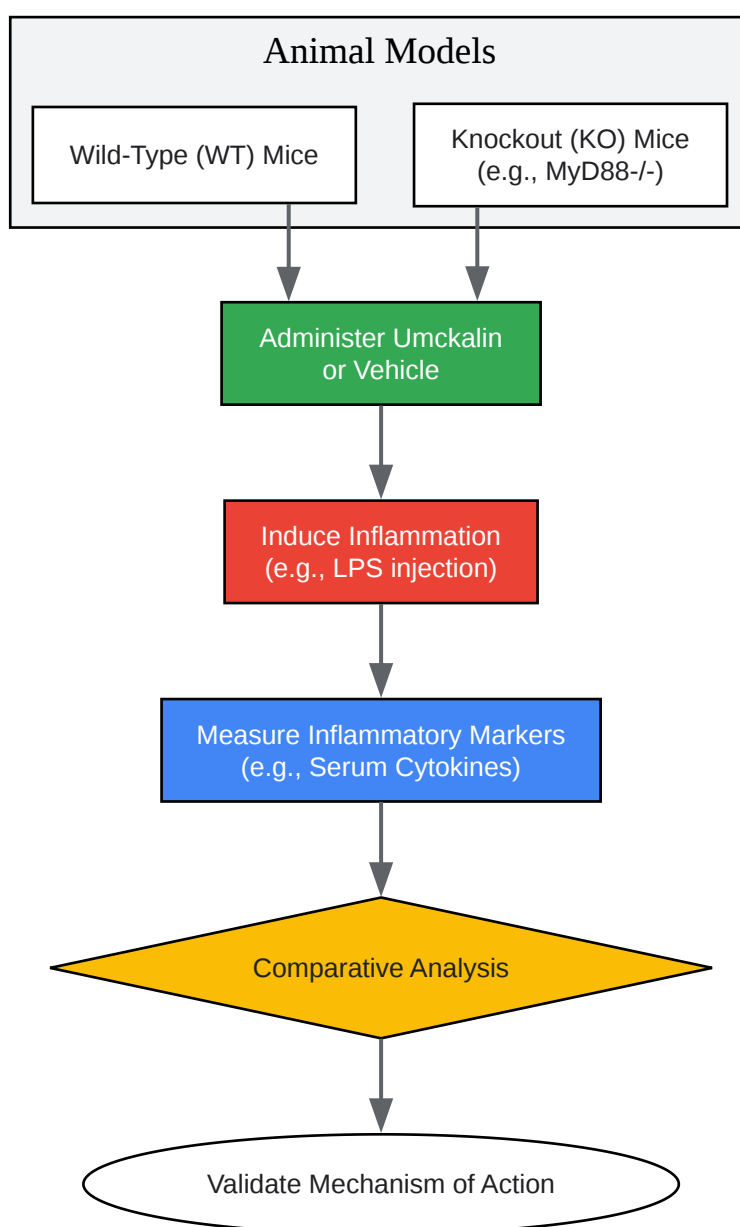 Animal Models
Wild-Type (WT) Mice
Knockout (KO) Mice
(e.g., MyD88-/-)
Administer Umckalin
or Vehicle
Induce Inflammation
(e.g., LPS injection)
Measure Inflammatory Markers
(e.g., Serum Cytokines)
Comparative Analysis
Validate Mechanism of Action